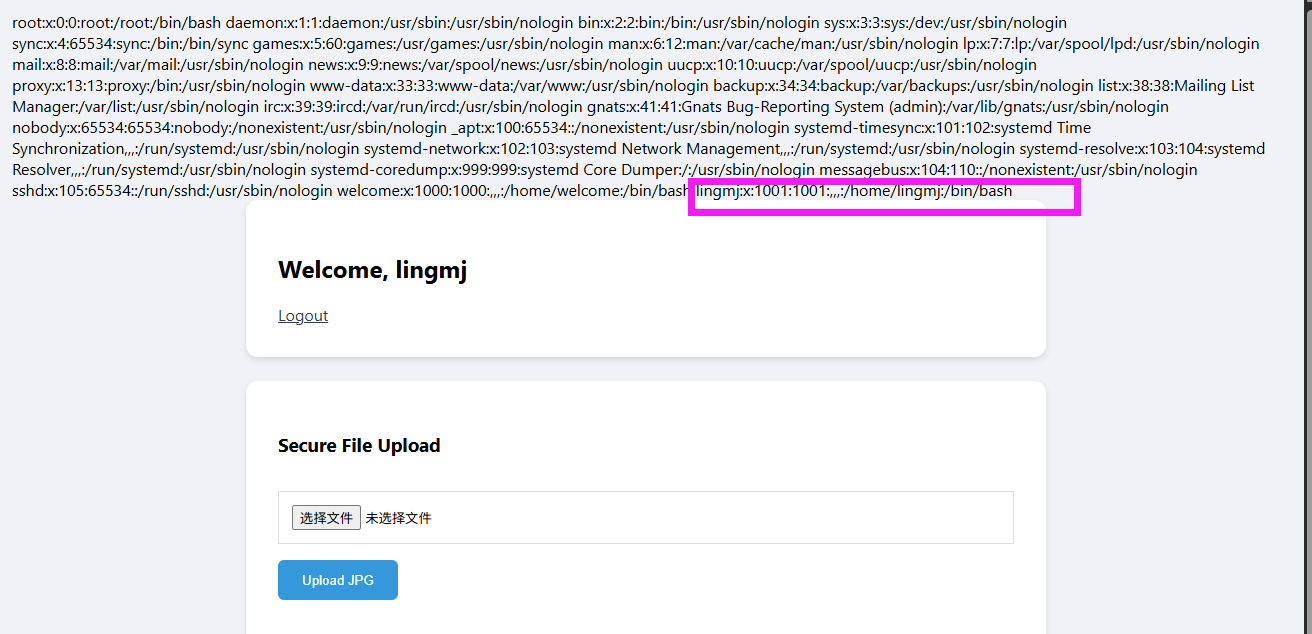 root:x:0:0:root:/root:/bin/bash daemon:x:1:1:daemon:/usr/sbin:/usr/sbin/nologin bin:x:2:2:bin:/bin:/usr/sbin/nologin sys:x:3:3:sys:/dev:/usr/sbin/nologin
sync:x:4:65534:sync:/bin:/bin/sync games:x:5:60:games:/usr/games:/usr/sbin/nologin man:x:6:12:man:/var/cache/man:/usr/sbin/nologin lp:x:7:7:lp:/var/spool/lpd:/usr/sbin/nologin
mail:x:8:8:mail:/var/mail:/usr/sbin/nologin news:x:9:9:news:/var/spool/news:/usr/sbin/nologin uucp:x:10:10:uucp:/var/spool/uucp:/usr/sbin/nologin
proxy:x:13:13:proxy:/bin:/usr/sbin/nologin www-data:x:33:33:www-data:/var/www:/usr/sbin/nologin backup:x:34:34:backup:/var/backups:/usr/sbin/nologin list:x:38:38:Mailing List
Manager:/var/list:/usr/sbin/nologin irc:x:39:39:ircd:/var/run/ircd:/usr/sbin/nologin gnats:x:41:41:Gnats Bug-Reporting System (admin):/var/lib/gnats:/usr/sbin/nologin
nobody:x:65534:65534:nobody:/nonexistent:/usr/sbin/nologin _apt:x:100:65534::/nonexistent:/usr/sbin/nologin systemd-timesync:x:101:102:systemd Time
Synchronization,,,:/run/systemd:/usr/sbin/nologin systemd-network:x:102:103:systemd Network Management,,,:/run/systemd:/usr/sbin/nologin systemd-resolve:x:103:104:systemd
Resolver,,,:/run/systemd:/usr/sbin/nologin systemd-coredump:x:999:999:systemd Core Dumper:/:/usr/sbin/nologin messagebus:x:104:110::/nonexistent:/usr/sbin/nologin
sshd:x:105:65534::/run/sshd:/usr/sbin/nologin welcome:x:1000:1000:,,,:/home/welcome:/bin/bash lingmj:x:1001:1001:,,,:/home/lingmj:/bin/bash
Welcome, lingmj
Logout
Secure File Upload
选择文件 未选择文件
Upload JPG